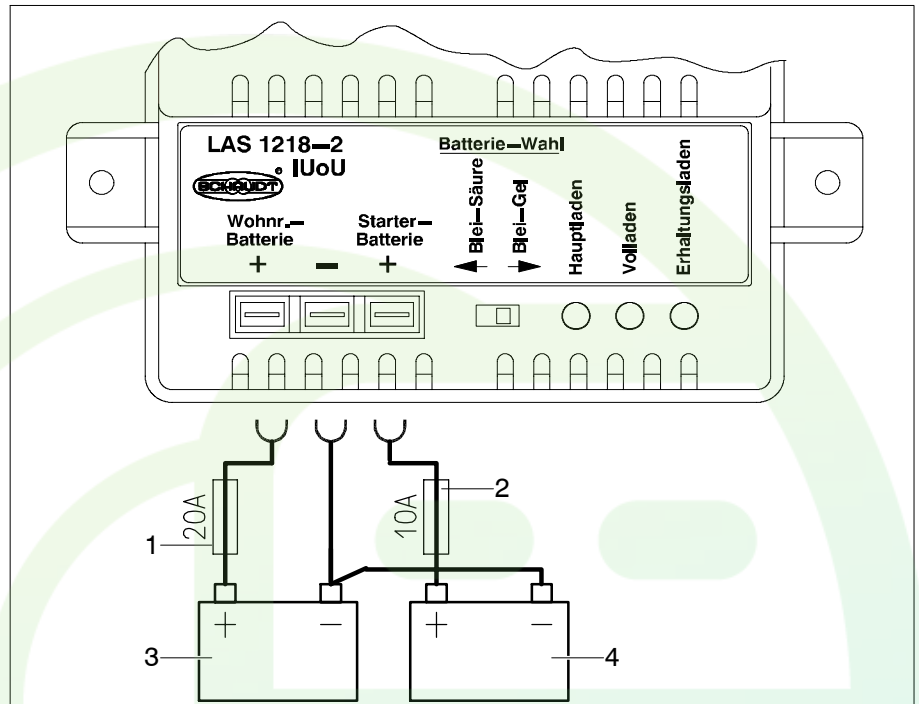 LAS 1218–2
IUoU
SCHAUDT
Batterie–Wahl
Wohnr.–
Batterie
+
–
Starter–
Batterie
+
Blei–Säure
Blei–Gel
Hauptladen
Vollladen
Erhaltungsladen
20A
10A
1
2
+
–
+
–
3
4